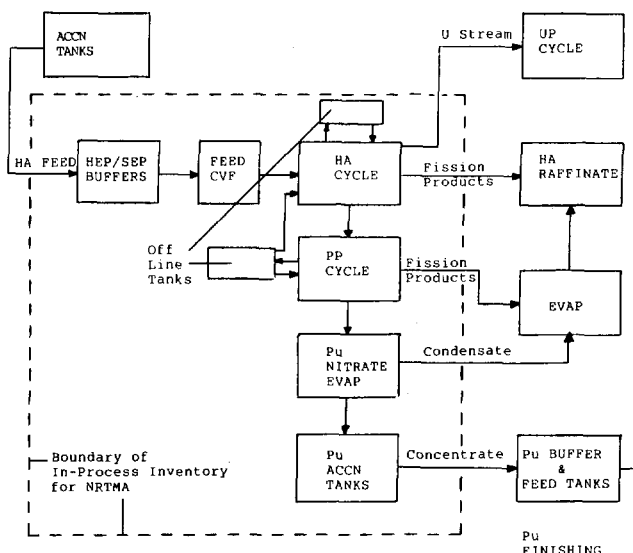 ACCN
TANKS
U Stream
UP
CYCLE
HA FEED
HEP/SEP
BUFFERS
FEED
CVF
HA
CYCLE
Fission
Products
HA
RAFFINATE
Off
Line
Tanks
PP
CYCLE
Fission
Products
EVAP
Pu
NITRATE
EVAP
Condensate
Boundary of
In-Process Inventory
for NRTMA
Pu
ACCN
TANKS
Concentrate
Pu BUFFER
&
FEED TANKS
Pu
FINISHING